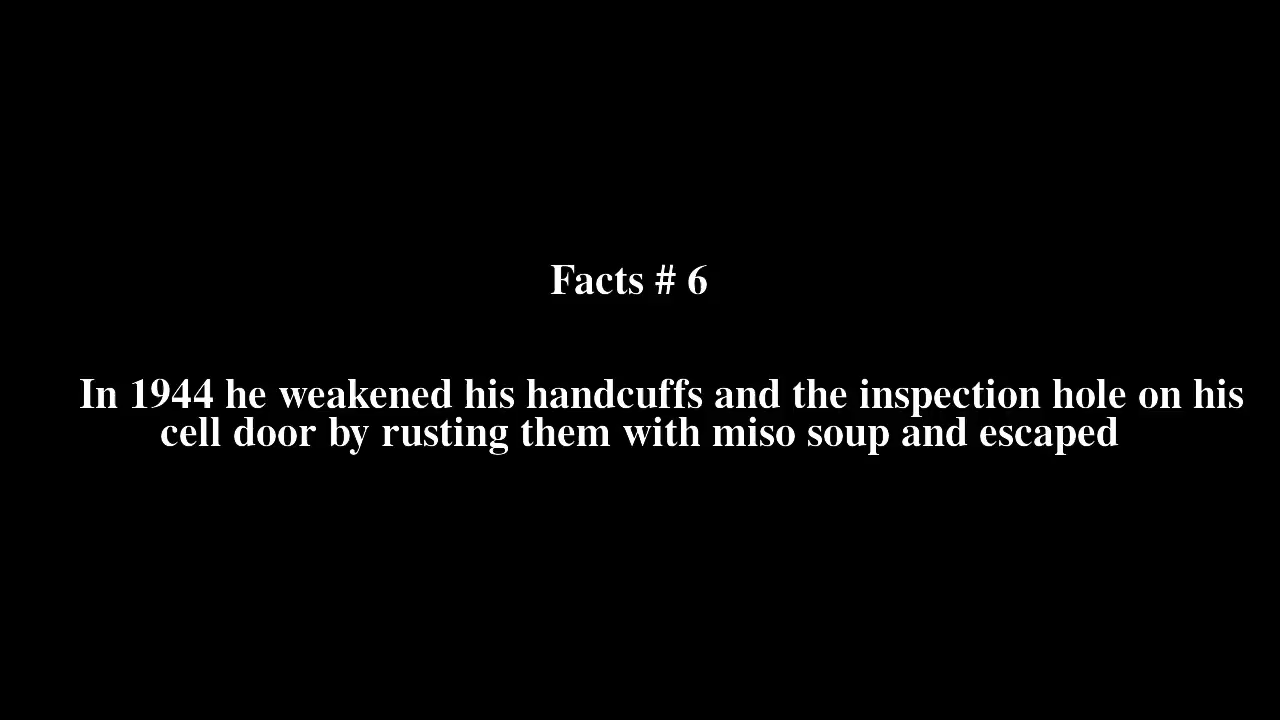 Facts # 6
In 1944 he weakened his handcuffs and the inspection hole on his
cell door by rusting them with miso soup and escaped